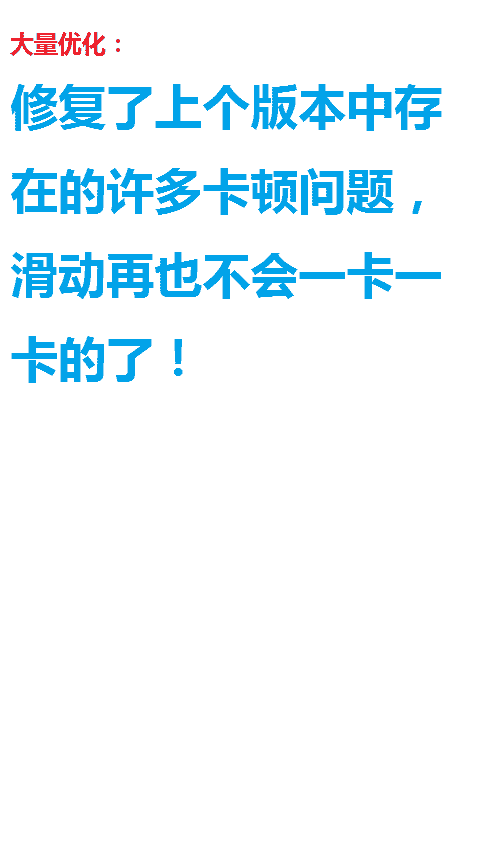 大量优化：
修复了上个版本中存
在的许多卡顿问题，
滑动再也不会一卡一
卡的了！